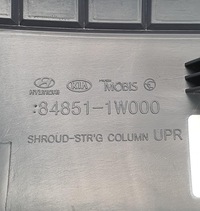 HYUNDAI KIA MOBIS
:84851-1W000
SHROUD-STR'G COLUMN UPR